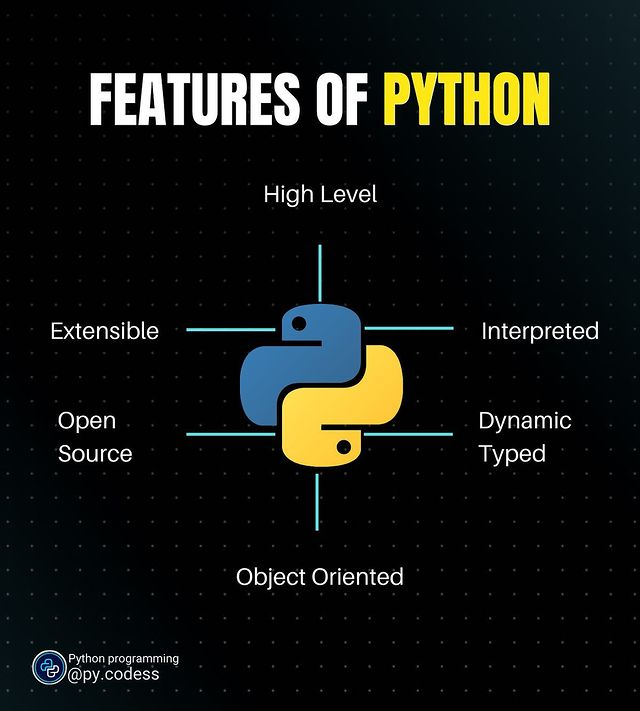 FEATURES OF PYTHON
High Level
Extensible
Interpreted
Open
Source
Dynamic
Typed
Object Oriented
Python programming
@py.codess